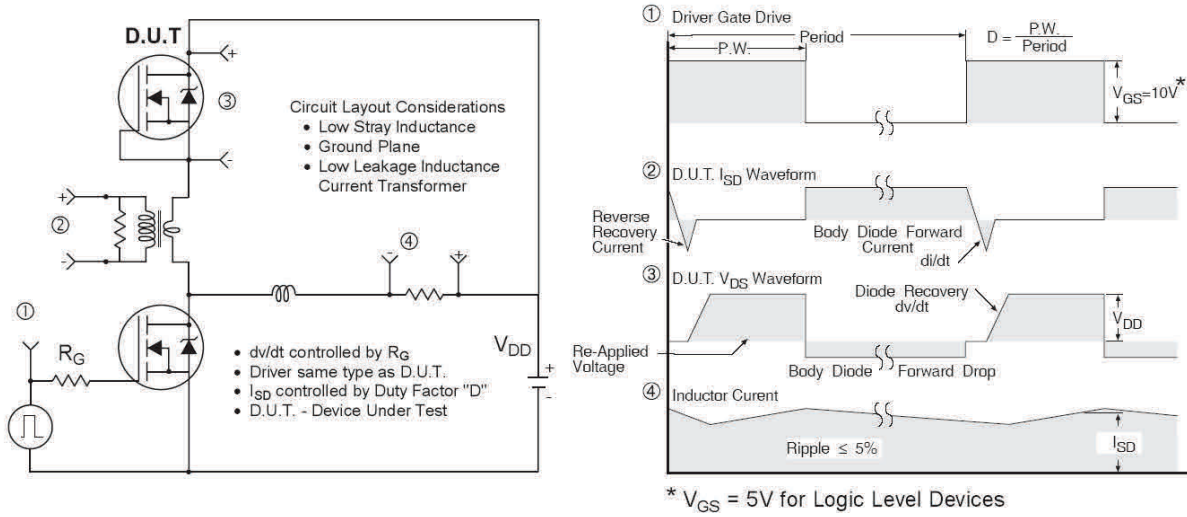 D.U.T
+
③
-
Circuit Layout Considerations
• Low Stray Inductance
• Ground Plane
• Low Leakage Inductance
Current Transformer
+
②
-
④
-
+
①
R_G
• dv/dt controlled by R_G
• Driver same type as D.U.T.
• I_SD controlled by Duty Factor "D"
• D.U.T. - Device Under Test
V_DD
+
-
① Driver Gate Drive
P.W.
Period
D = P.W. / Period
V_GS=10V *
② D.U.T. I_SD Waveform
Reverse
Recovery
Current
Body Diode Forward
Current
di/dt
③ D.U.T. V_DS Waveform
Diode Recovery
dv/dt
V_DD
Re-Applied
Voltage
Body Diode Forward Drop
④ Inductor Curent
Ripple ≤ 5%
I_SD
* V_GS = 5V for Logic Level Devices